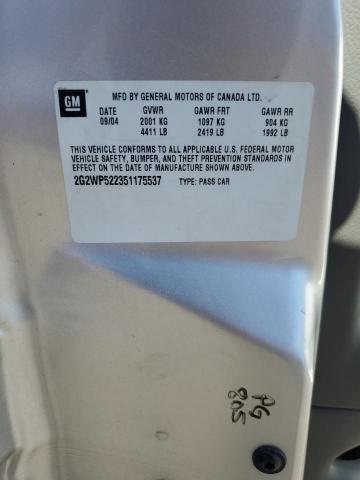 GM
MFD BY GENERAL MOTORS OF CANADA LTD.
DATE GVWR GAWR FRT GAWR RR
09/04 2001 KG 1097 KG 904 KG
4411 LB 2419 LB 1992 LB
THIS VEHICLE CONFORMS TO ALL APPLICABLE U.S. FEDERAL MOTOR
VEHICLE SAFETY, BUMPER, AND THEFT PREVENTION STANDARDS IN
EFFECT ON THE DATE OF MANUFACTURE SHOWN ABOVE.
2G2WP522351175537 TYPE: PASS CAR
PG
805